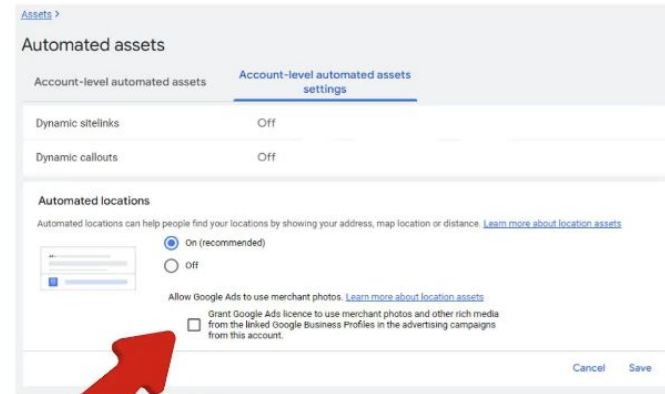 Assets >
Automated assets
Account-level automated assets
Account-level automated assets
settings
Dynamic sitelinks Off
Dynamic callouts Off
Automated locations
Automated locations can help people find your locations by showing your address, map location or distance. Learn more about location assets
On (recommended)
Off
Allow Google Ads to use merchant photos. Learn more about location assets
Grant Google Ads licence to use merchant photos and other rich media
from the linked Google Business Profiles in the advertising campaigns
from this account.
Cancel Save